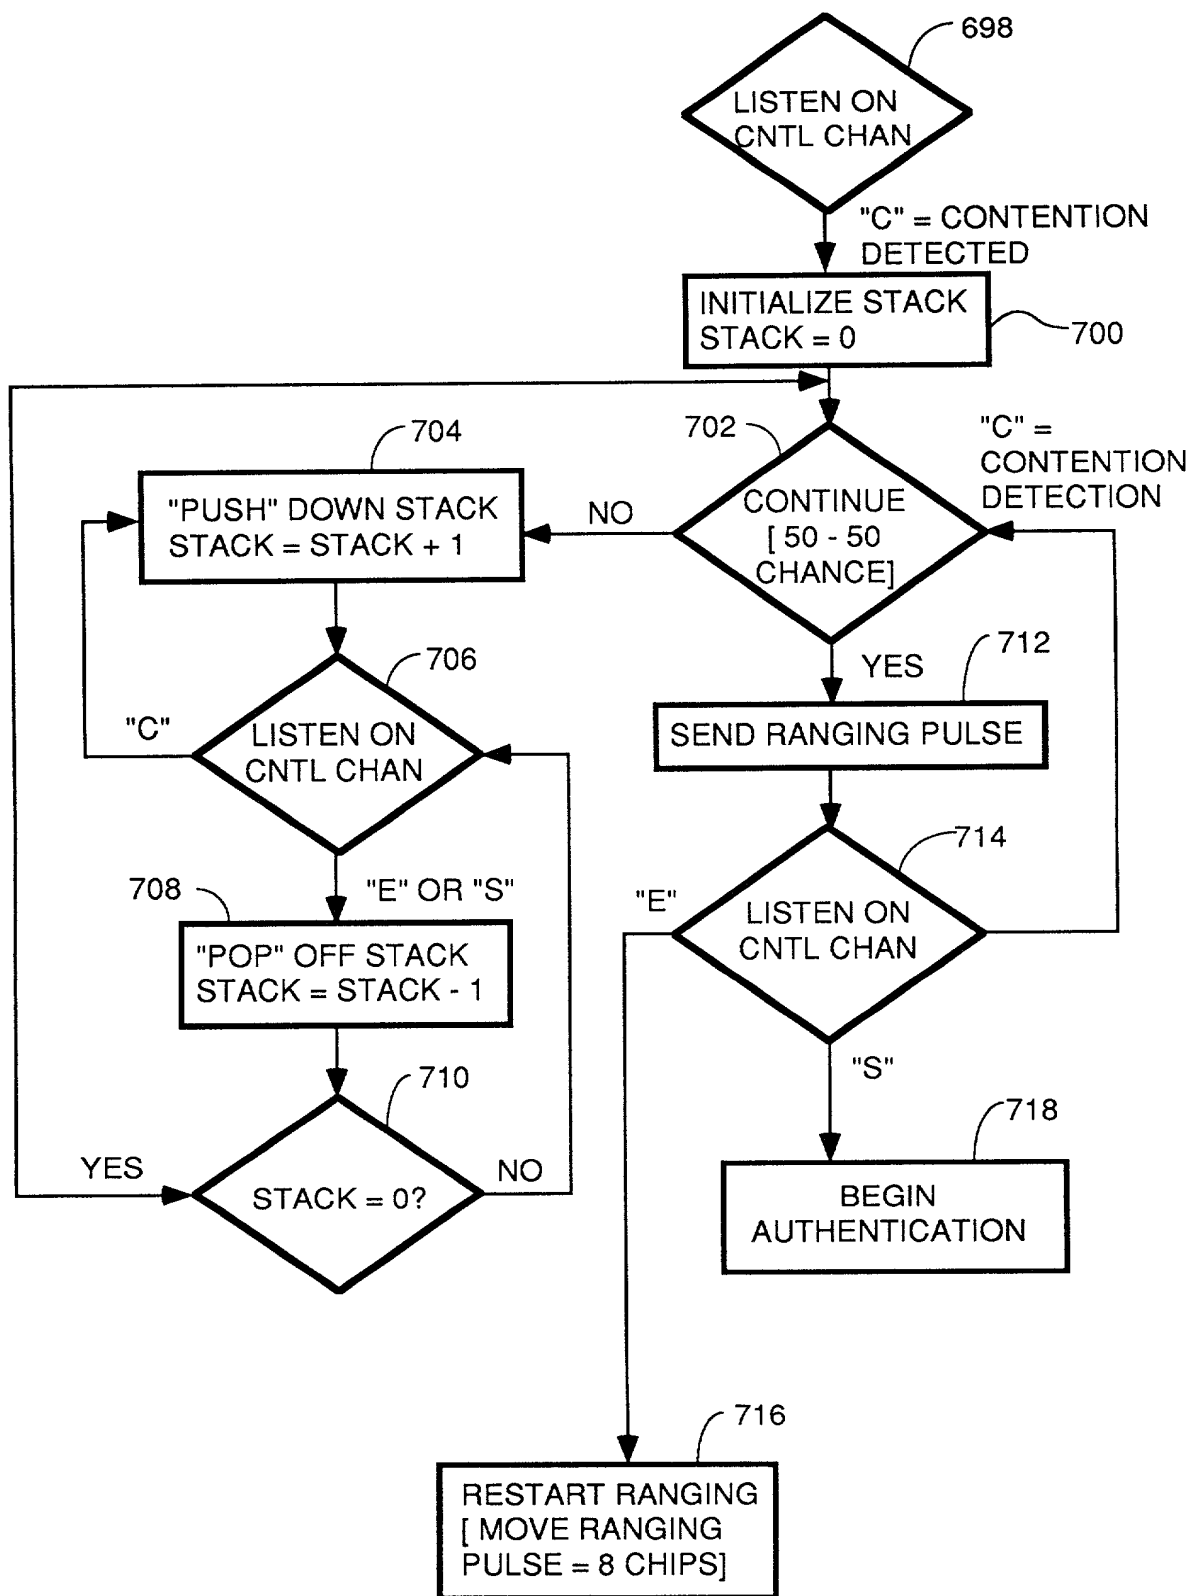 698
LISTEN ON
CNTL CHAN
"C" = CONTENTION
DETECTED
INITIALIZE STACK
STACK = 0
700
702
"C" =
CONTENTION
DETECTION
CONTINUE
[ 50 - 50
CHANCE]
NO
704
"PUSH" DOWN STACK
STACK = STACK + 1
706
"C"
LISTEN ON
CNTL CHAN
"E" OR "S"
708
"POP" OFF STACK
STACK = STACK - 1
710
YES
STACK = 0?
NO
YES
712
SEND RANGING PULSE
714
"E"
LISTEN ON
CNTL CHAN
"S"
718
BEGIN
AUTHENTICATION
716
RESTART RANGING
[ MOVE RANGING
PULSE = 8 CHIPS]